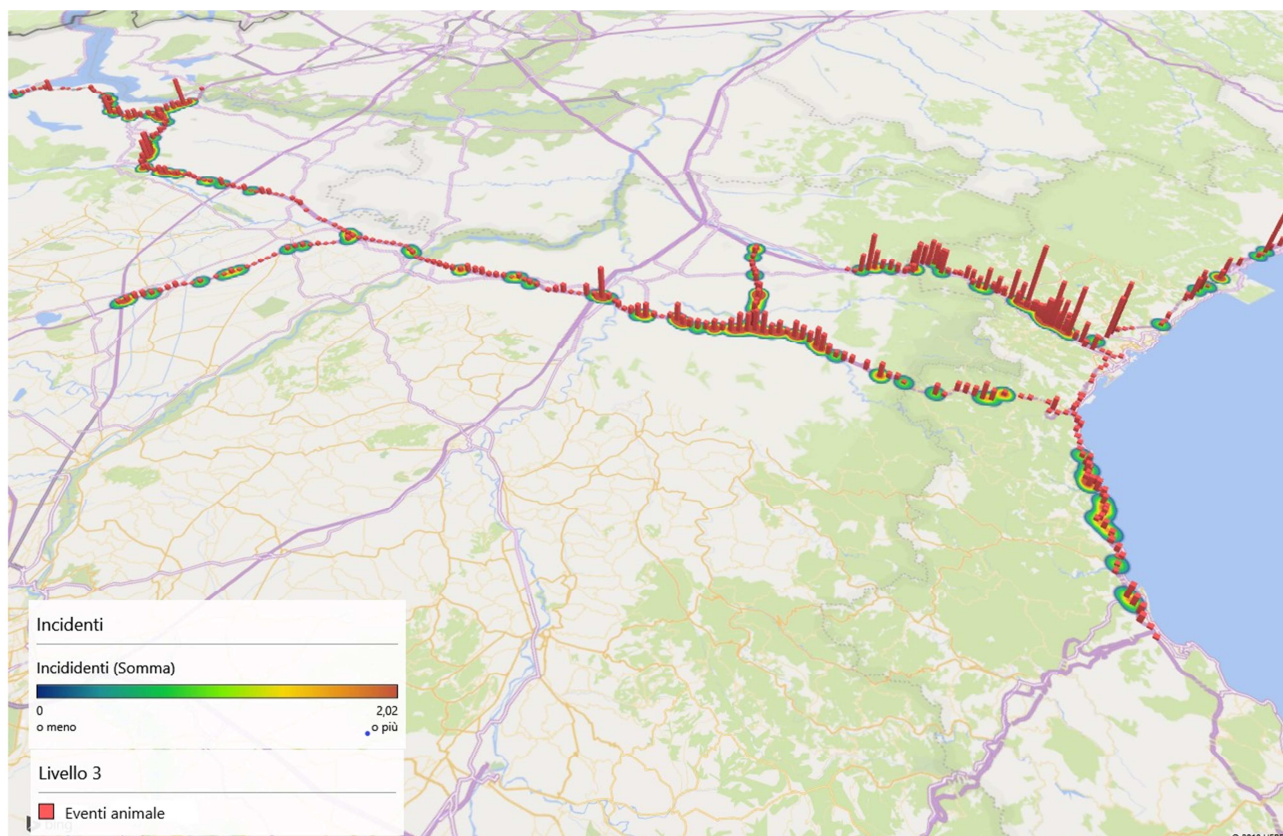 Incidenti
Incididenti (Somma)
0 2,02
o meno o più
Livello 3
Eventi animale